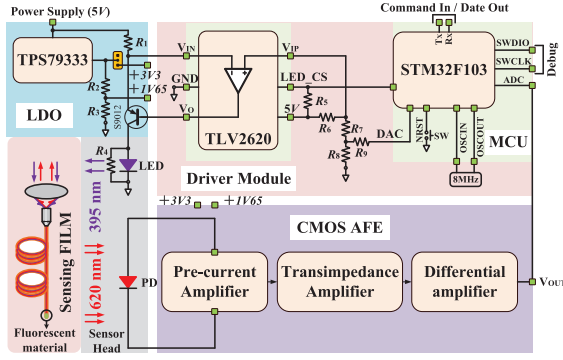 Power Supply (5V)
TPS79333
R1
R2
R3
+3V3
+1V65
S9012
LDO
VIN
GND
VO
TLV2620
VIP
LED_CS
5V
R5
R6
R7
R8
R9
Driver Module
Command In / Date Out
Tx
Rx
STM32F103
SWDIO
SWCLK
ADC
Debug
DAC
NRST
SW
OSCIN
OSCOUT
8MHz
MCU
R4
LED
395 nm
620 nm
Sensing FILM
Fluorescent
material
Sensor
Head
PD
+3V3
+1V65
CMOS AFE
Pre-current
Amplifier
Transimpedance
Amplifier
Differential
amplifier
VOUT